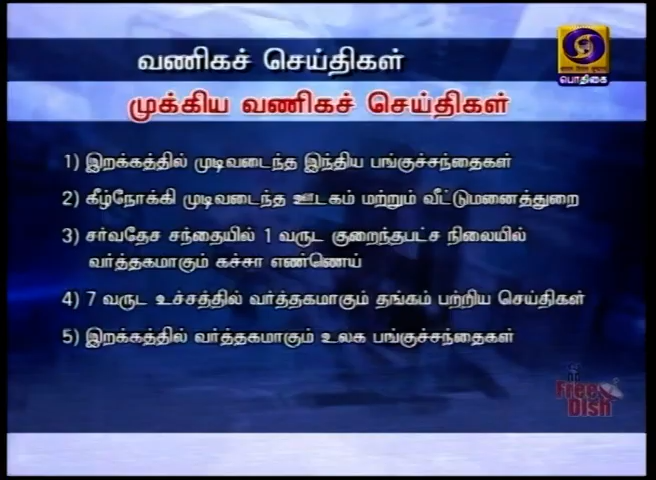 வணிகச் செய்திகள்
பொதிகை
முக்கிய வணிகச் செய்திகள்
1) இறக்கத்தில் முடிவடைந்த இந்திய பங்குச்சந்தைகள்
2) கீழ்நோக்கி முடிவடைந்த ஊடகம் மற்றும் வீட்டுமனைத்துறை
3) சர்வதேச சந்தையில் 1 வருட குறைந்தபட்ச நிலையில்
வர்த்தகமாகும் கச்சா எண்ணெய்
4) 7 வருட உச்சத்தில் வர்த்தகமாகும் தங்கம் பற்றிய செய்திகள்
5) இறக்கத்தில் வர்த்தகமாகும் உலக பங்குச்சந்தைகள்
Free
Dish